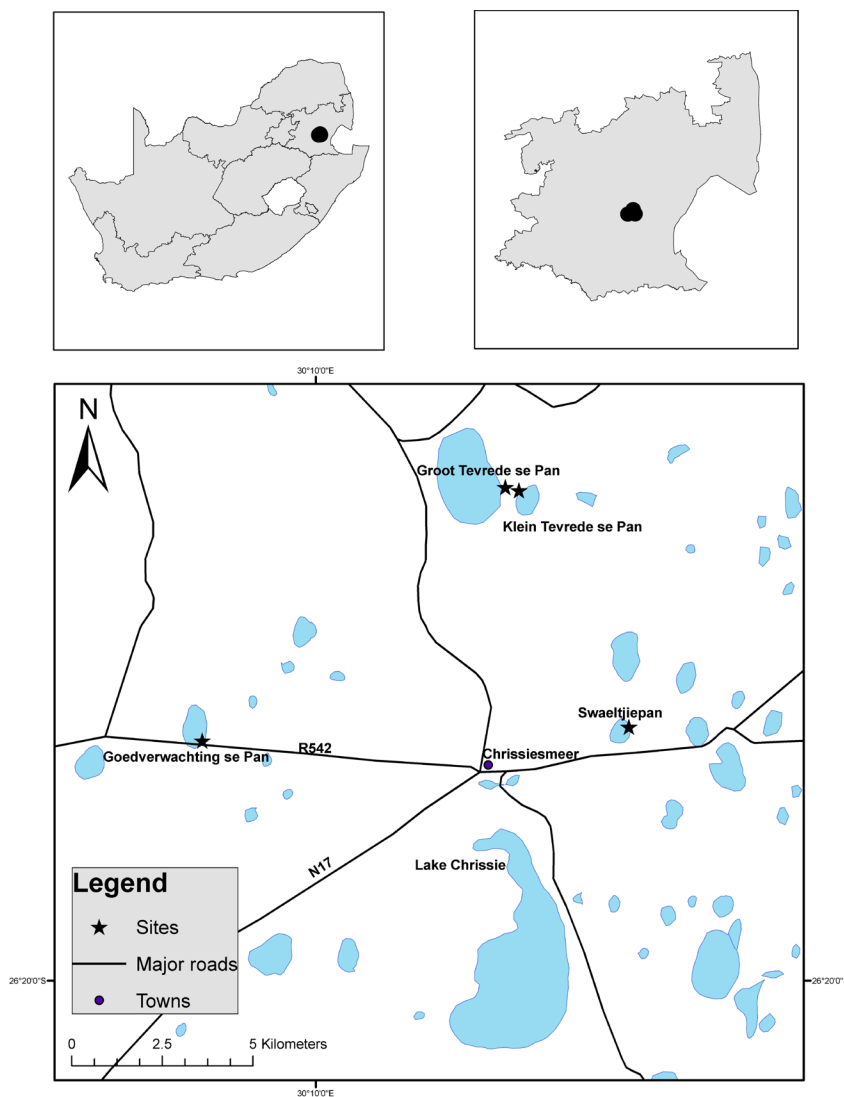 30°10'0"E
N
Groot Tevrede se Pan
Klein Tevrede se Pan
Swaeltjiepan
Chrissiesmeer
R542
Goedverwachting se Pan
Lake Chrissie
N17
Legend
Sites
Major roads
Towns
26°20'0"S
26°20'0"
0 2.5 5 Kilometers
30°10'0"E